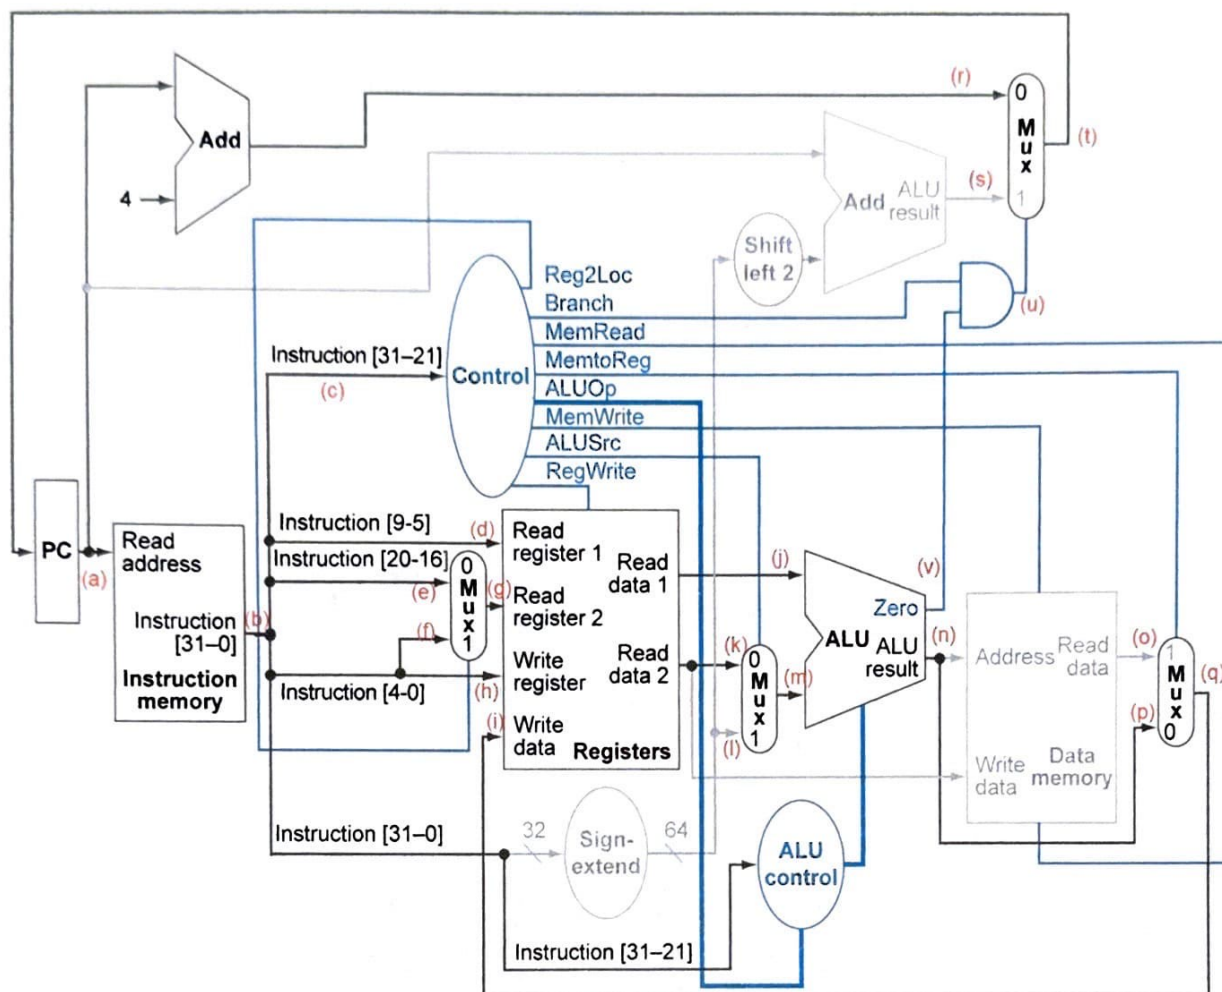 (r)
0
Mux
1
(t)
Add
4
Add
ALU
result
(s)
Shift
left 2
(u)
Reg2Loc
Branch
MemRead
MemtoReg
ALUOp
MemWrite
ALUSrc
RegWrite
Control
Instruction [31–21]
(c)
PC
(a)
Read
address
Instruction
[31–0]
Instruction
memory
(b)
Instruction [9-5]
(d)
Instruction [20-16]
(e)
(f)
0
Mux
1
(g)
Instruction [4-0]
(h)
(i)
Read
register 1
Read
register 2
Write
register
Write
data
Read
data 1
Read
data 2
Registers
(j)
(k)
0
Mux
1
(l)
(m)
(v)
Zero
ALU
ALU
result
(n)
Address
Read
data
Write
data
Data
memory
(o)
1
Mux
0
(p)
(q)
Instruction [31–0]
32
Sign-
extend
64
ALU
control
Instruction [31–21]